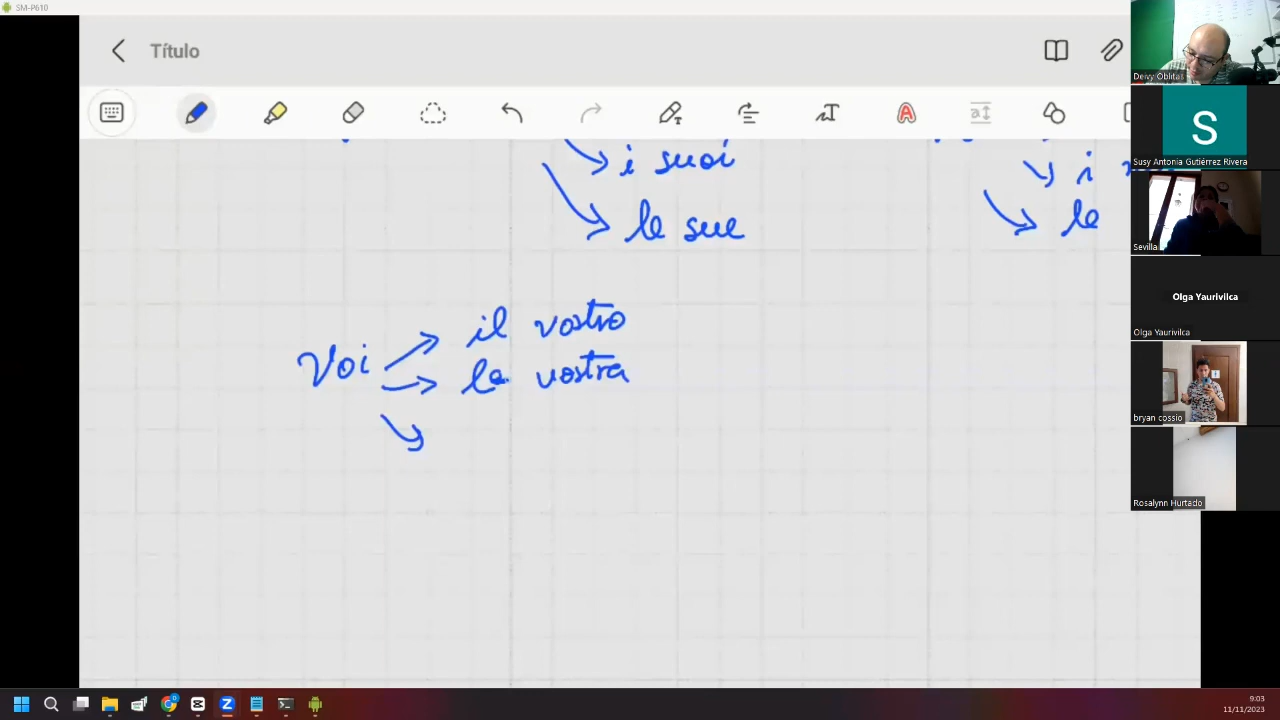 SM-P610
Título
i suoi
le sue
i
le
Voi
il vostro
la vostra
Deivy Oblitas
S
Susy Antonia Gutiérrez Rivera
Sevilla
Olga Yaurivilca
Olga Yaurivilca
bryan cossio
Rosalynn Hurtado
9:03
11/11/2023